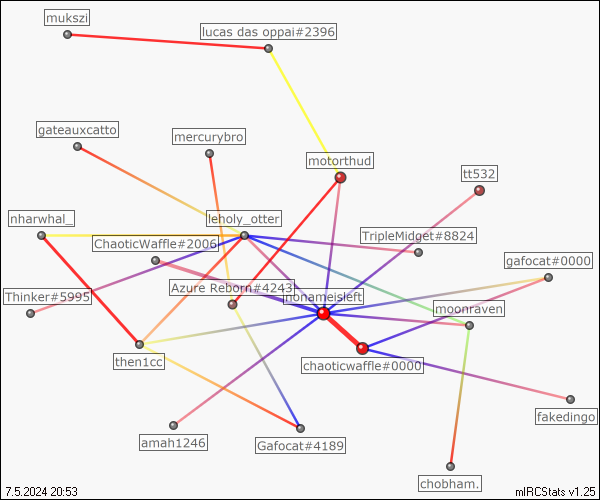 mukszi
lucas das oppai#2396
gateauxcatto
mercurybro
motorthud
tt532
nharwhal_
leholy_otter
ChaoticWaffle#2006
TripleMidget#8824
gafocat#0000
Thinker#5995
Azure Reborn#4243
nonameisleft
moonraven
then1cc
chaoticwaffle#0000
fakedingo
amah1246
Gafocat#4189
chobham.
7.5.2024 20:53
mIRCStats v1.25